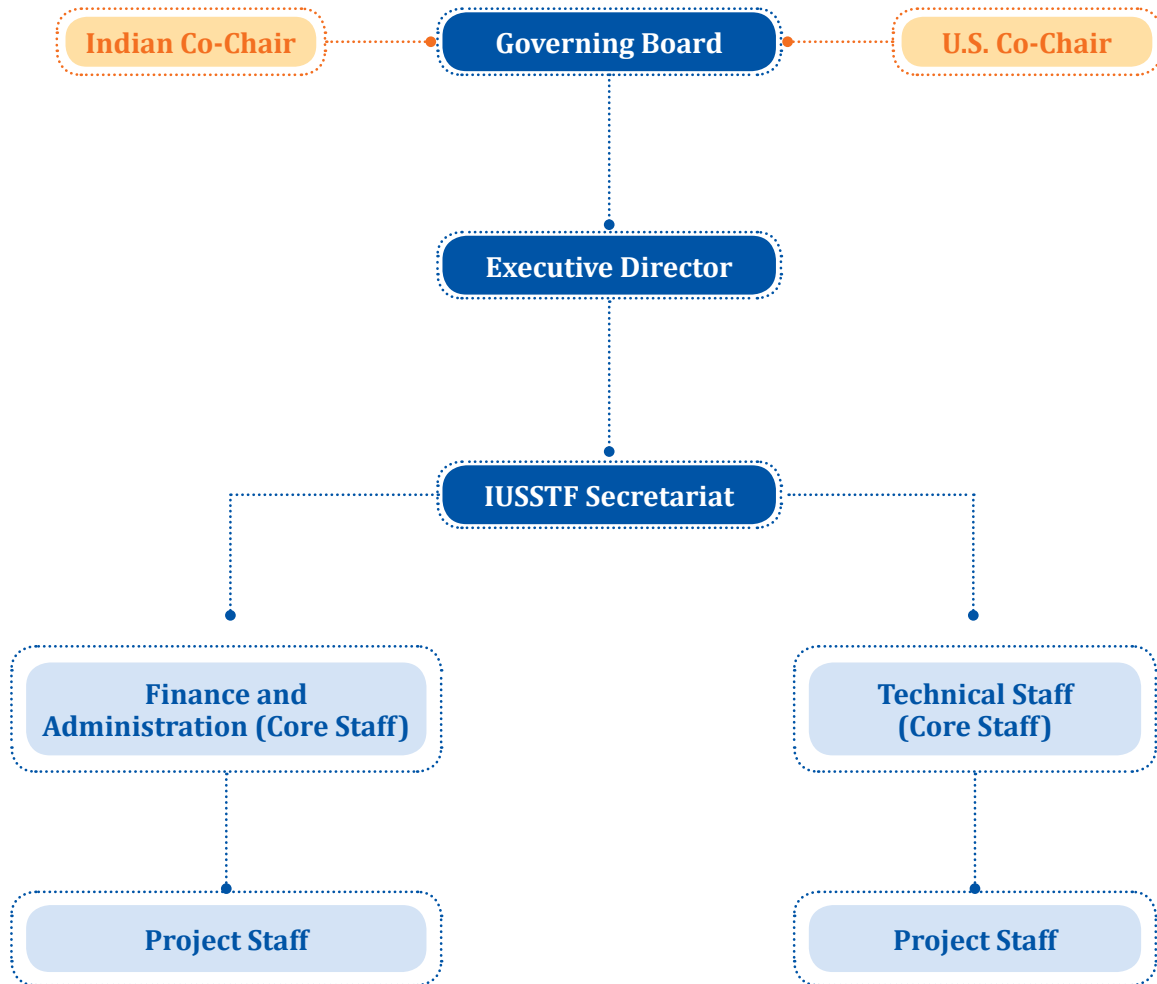 Indian Co-Chair
Governing Board
U.S. Co-Chair
Executive Director
IUSSTF Secretariat
Finance and
Administration (Core Staff)
Technical Staff
(Core Staff)
Project Staff
Project Staff